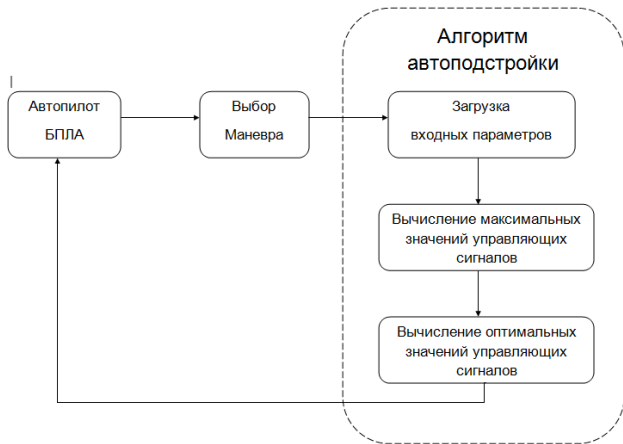 Алгоритм
автоподстройки
Автопилот
БПЛА
Выбор
Маневра
Загрузка
входных параметров
Вычисление максимальных
значений управляющих
сигналов
Вычисление оптимальных
значений управляющих
сигналов